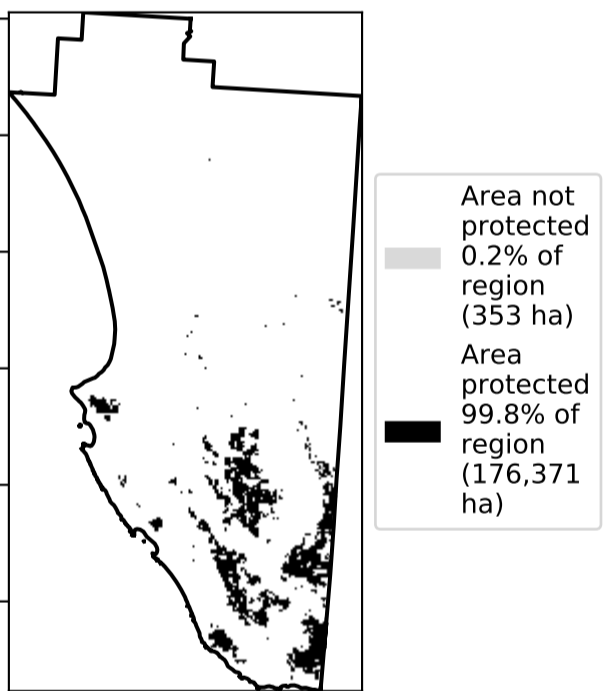 Area not
protected
0.2% of
region
(353 ha)
Area
protected
99.8% of
region
(176,371
ha)